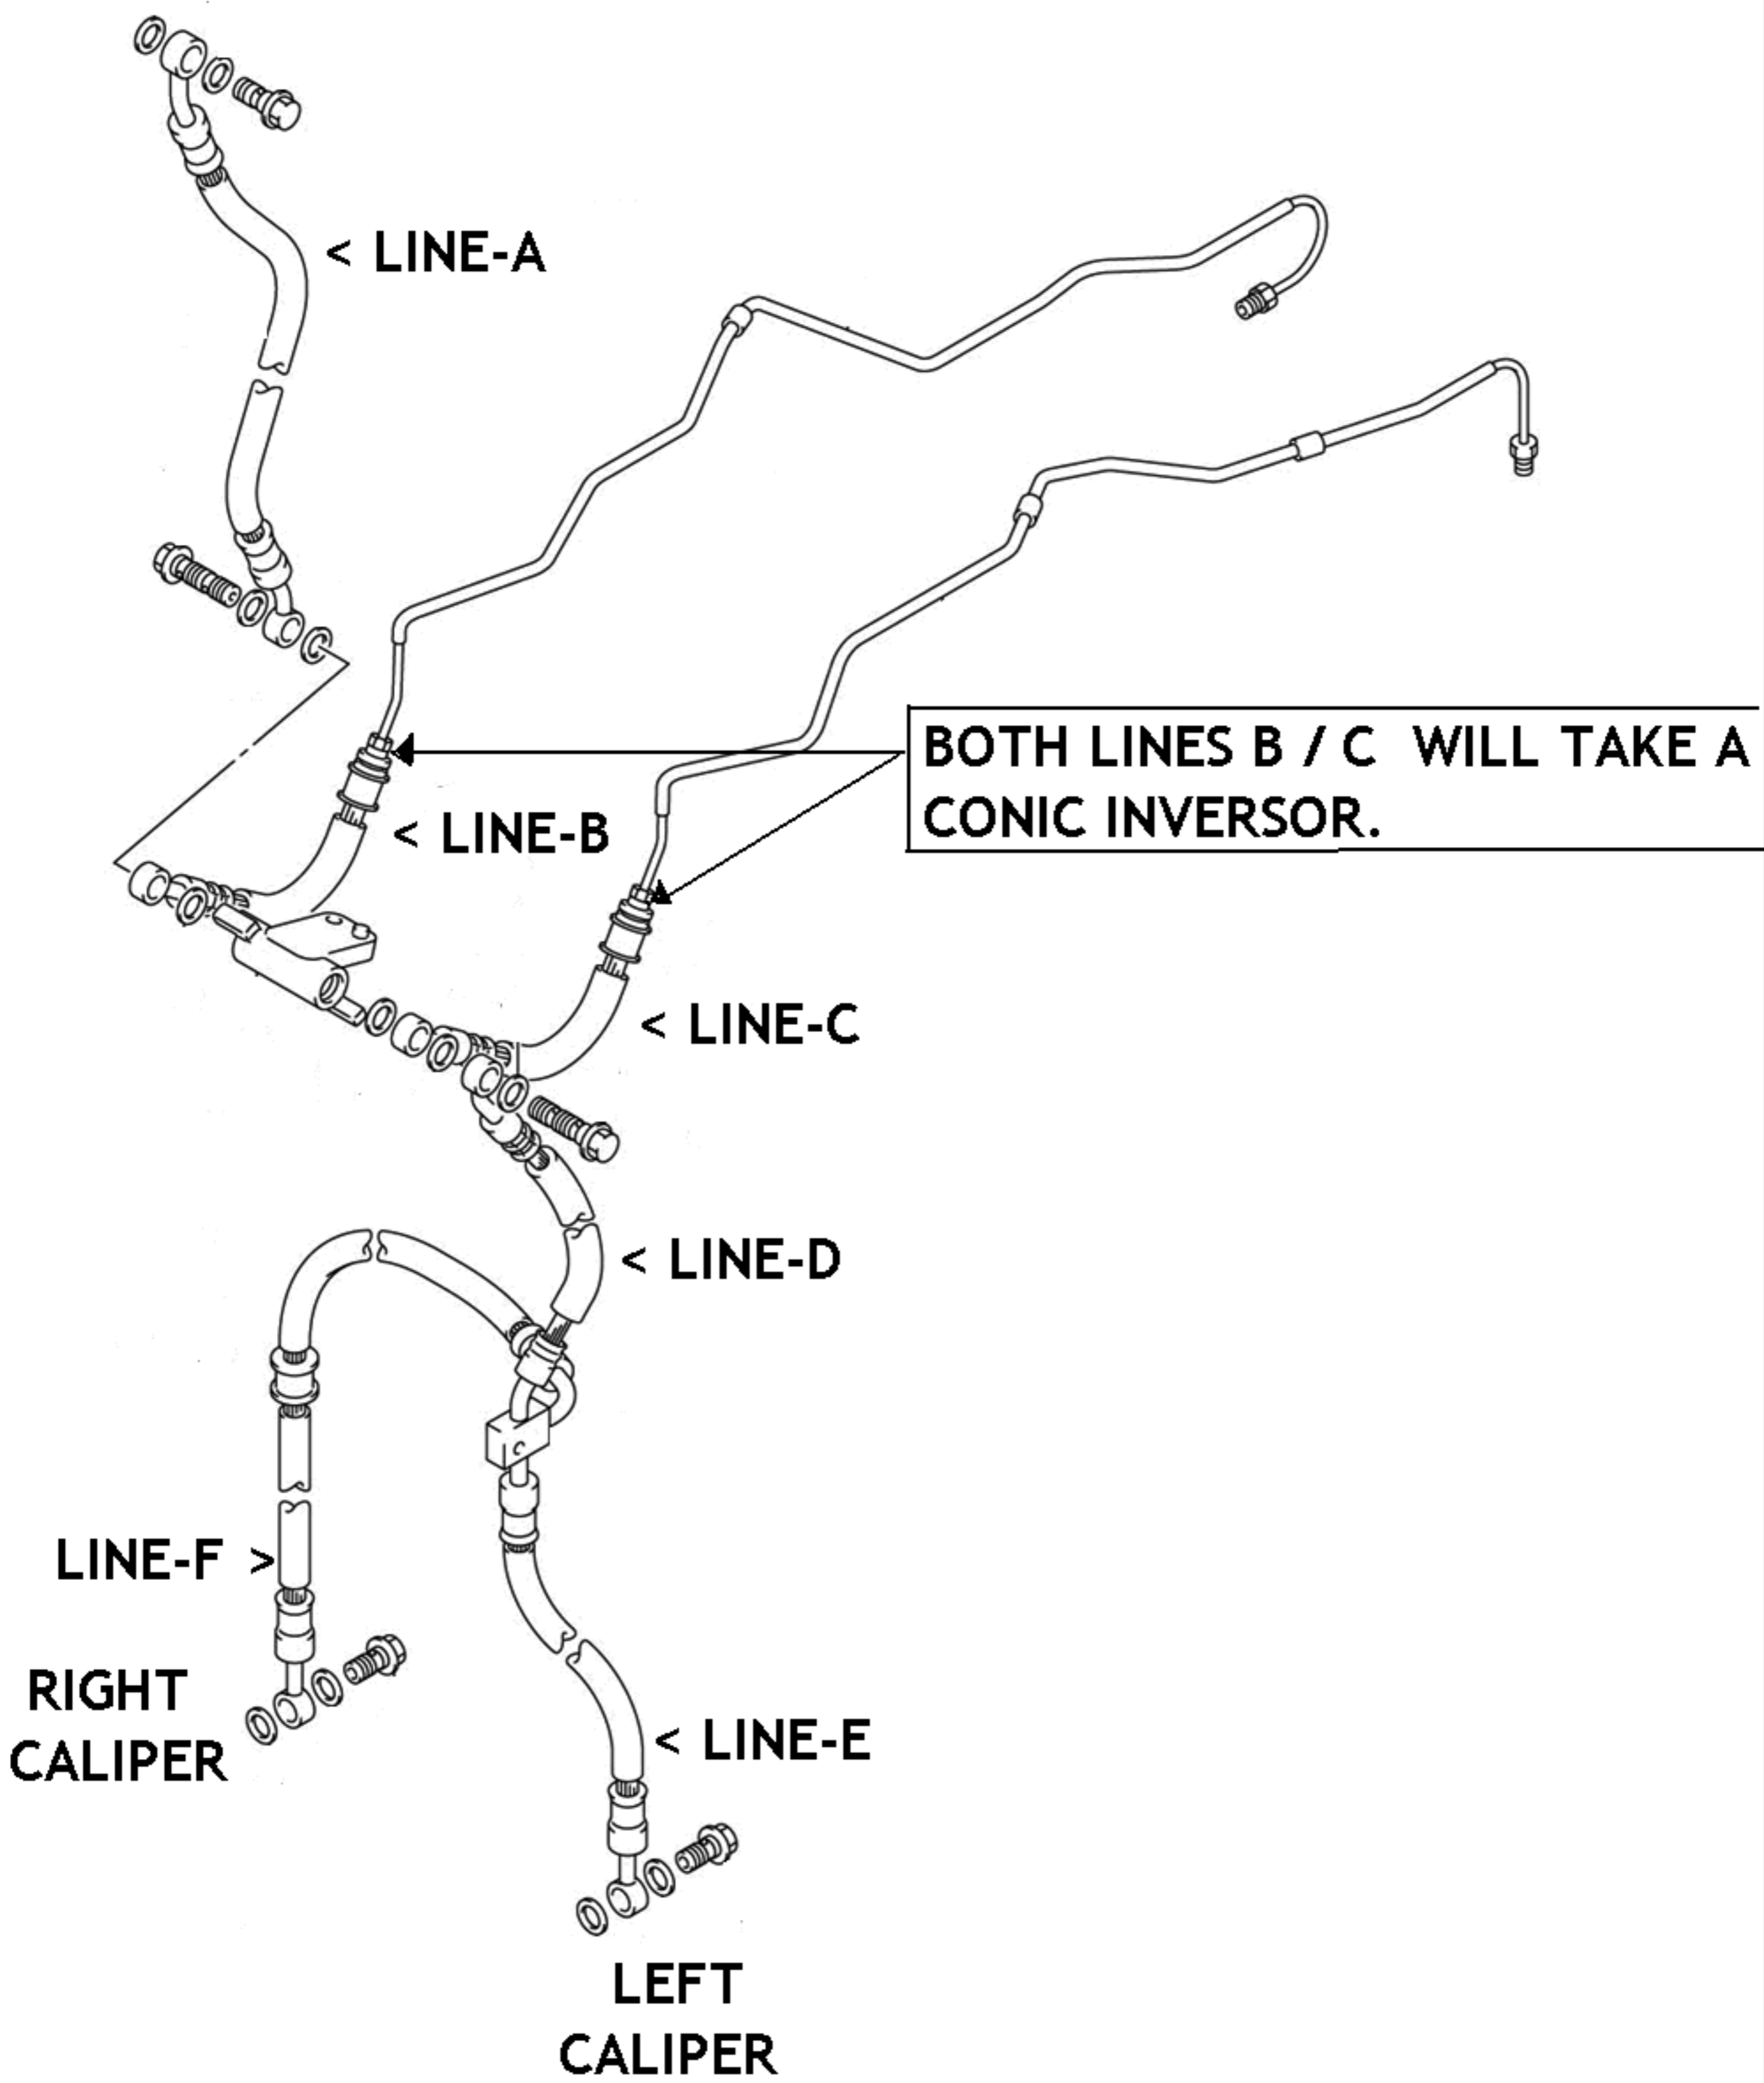 < LINE-A
BOTH LINES B / C WILL TAKE A
CONIC INVERSOR.
< LINE-B
< LINE-C
< LINE-D
LINE-F >
RIGHT
CALIPER
< LINE-E
LEFT
CALIPER